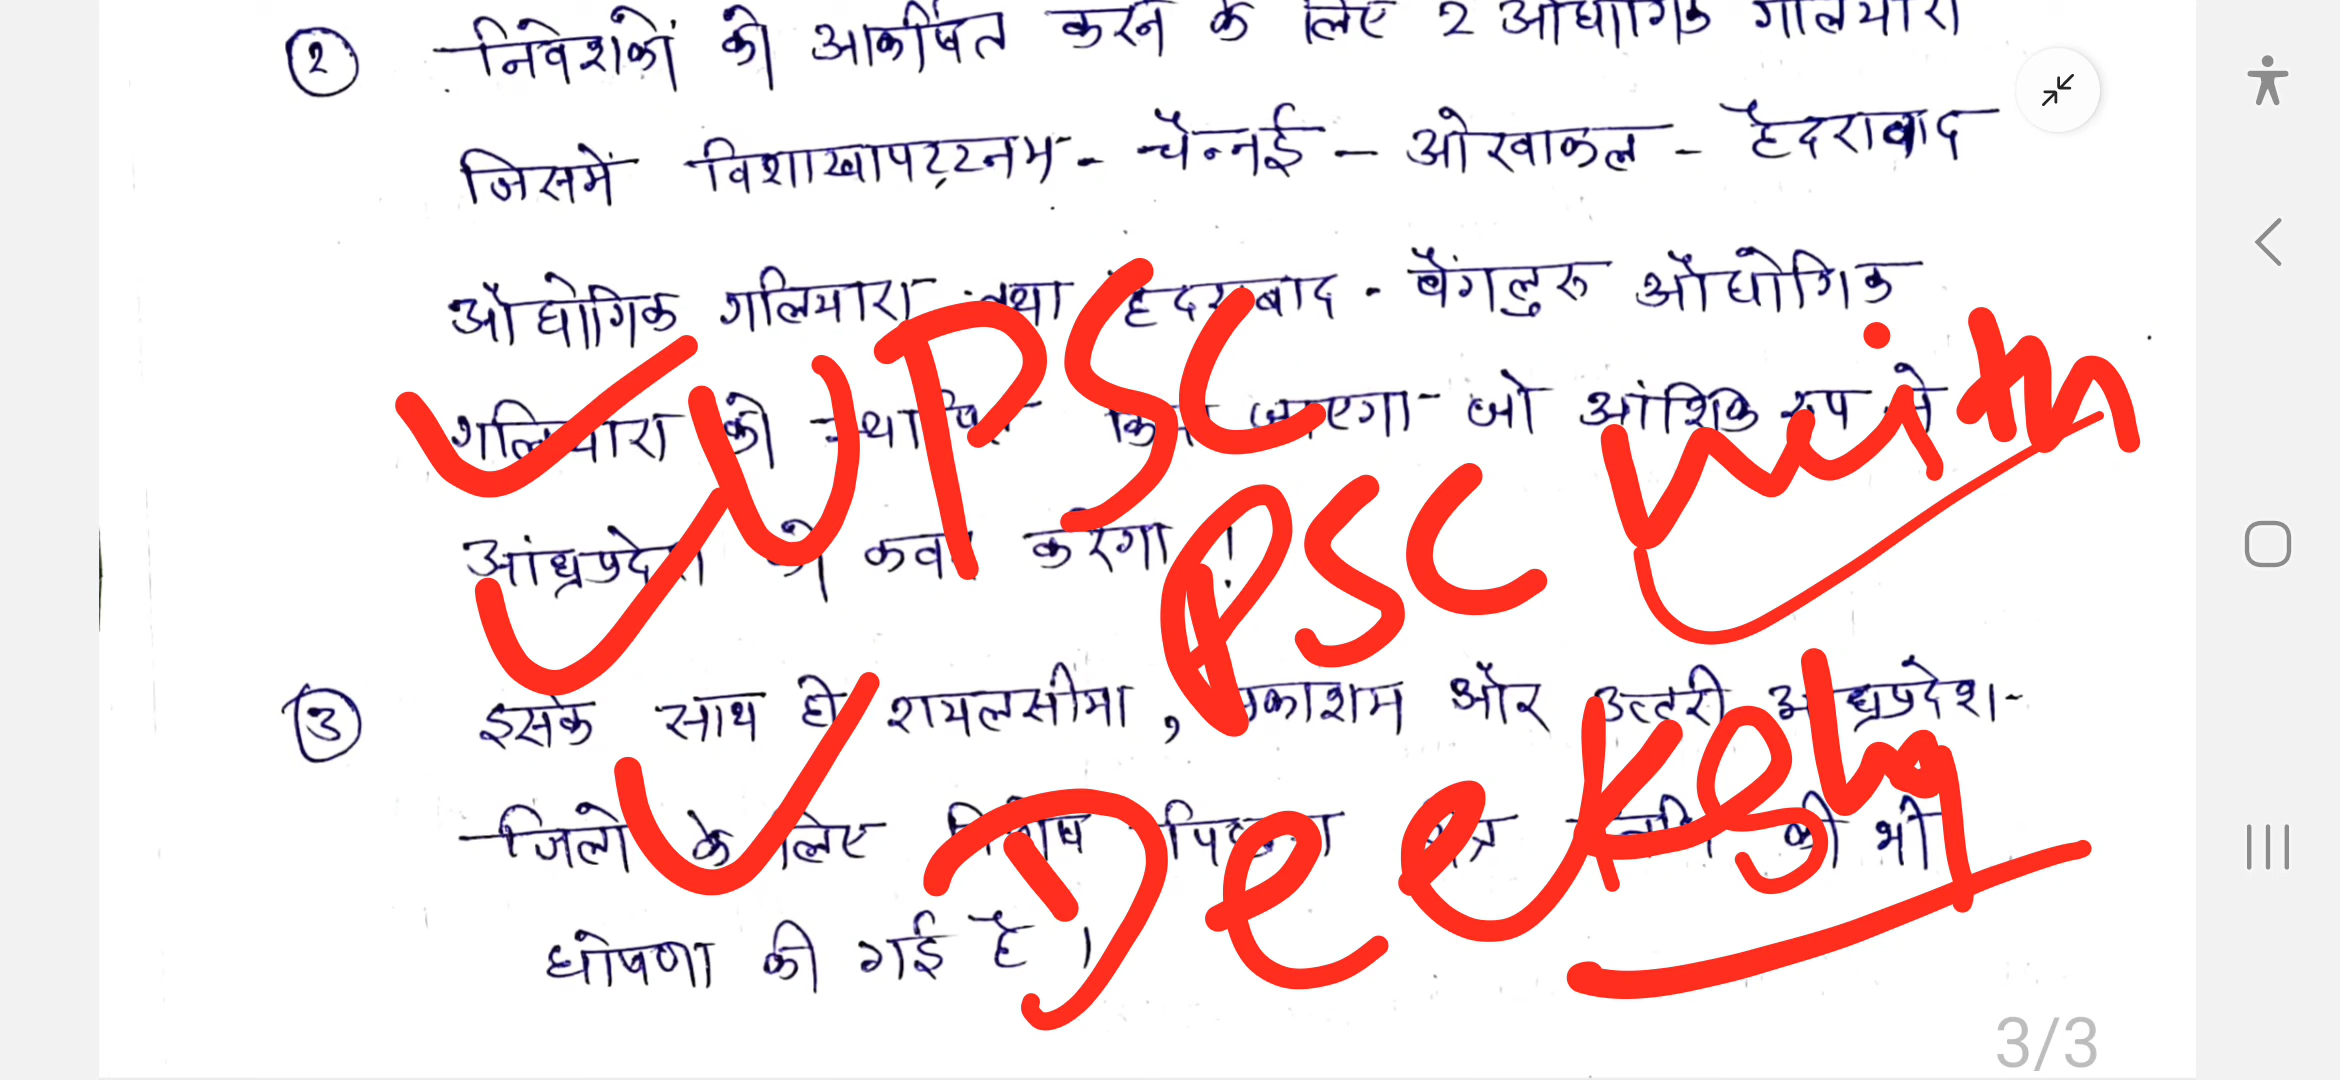 ② निवेशकों को आकर्षित करने के लिए 2 औद्योगिक गलियारा
जिसमें विशाखापट्टनम - चैन्नई - ओरवाकल - हैदराबाद
औद्योगिक गलियारा तथा हैदराबाद - बैंगलुरु औद्योगिक
गलियारा को जाएगा जो आंशिक रूप से
आंध्रप्रदेश को कवर करेगा !
③ इसके साथ ही रायलसीमा , प्रकाशम और उत्तरी आंध्रप्रदेश
जिलो के लिए की भी
घोषणा की गई है ।
UPSC
PSC with
Deeksha
3/3